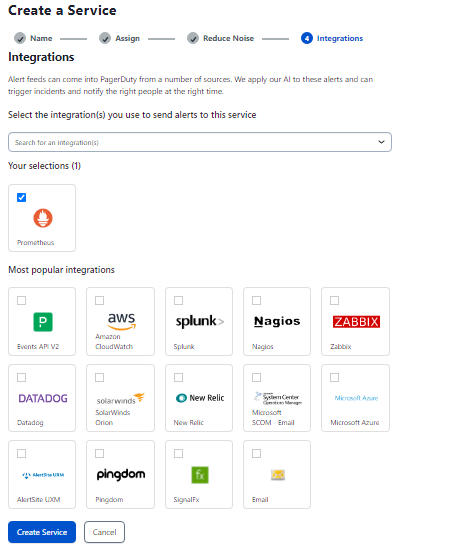 Create a Service
Name
Assign
Reduce Noise
4 Integrations
Integrations
Alert feeds can come into PagerDuty from a number of sources. We apply our AI to these alerts and can
trigger incidents and notify the right people at the right time.
Select the integration(s) you use to send alerts to this service
Search for an integration(s)
Your selections (1)
Prometheus
Most popular integrations
P
Events API V2
aws
Amazon
CloudWatch
splunk>
Splunk
Nagios
Nagios
ZABBIX
Zabbix
DATADOG
Datadog
solarwinds
SolarWinds
Orion
New Relic
New Relic
System Center
Operations Manager
Microsoft
SCOM - Email
Microsoft Azure
Microsoft Azure
AlertSite UXM
AlertSite UXM
pingdom
Pingdom
fx
SignalFx
Email
Create Service
Cancel